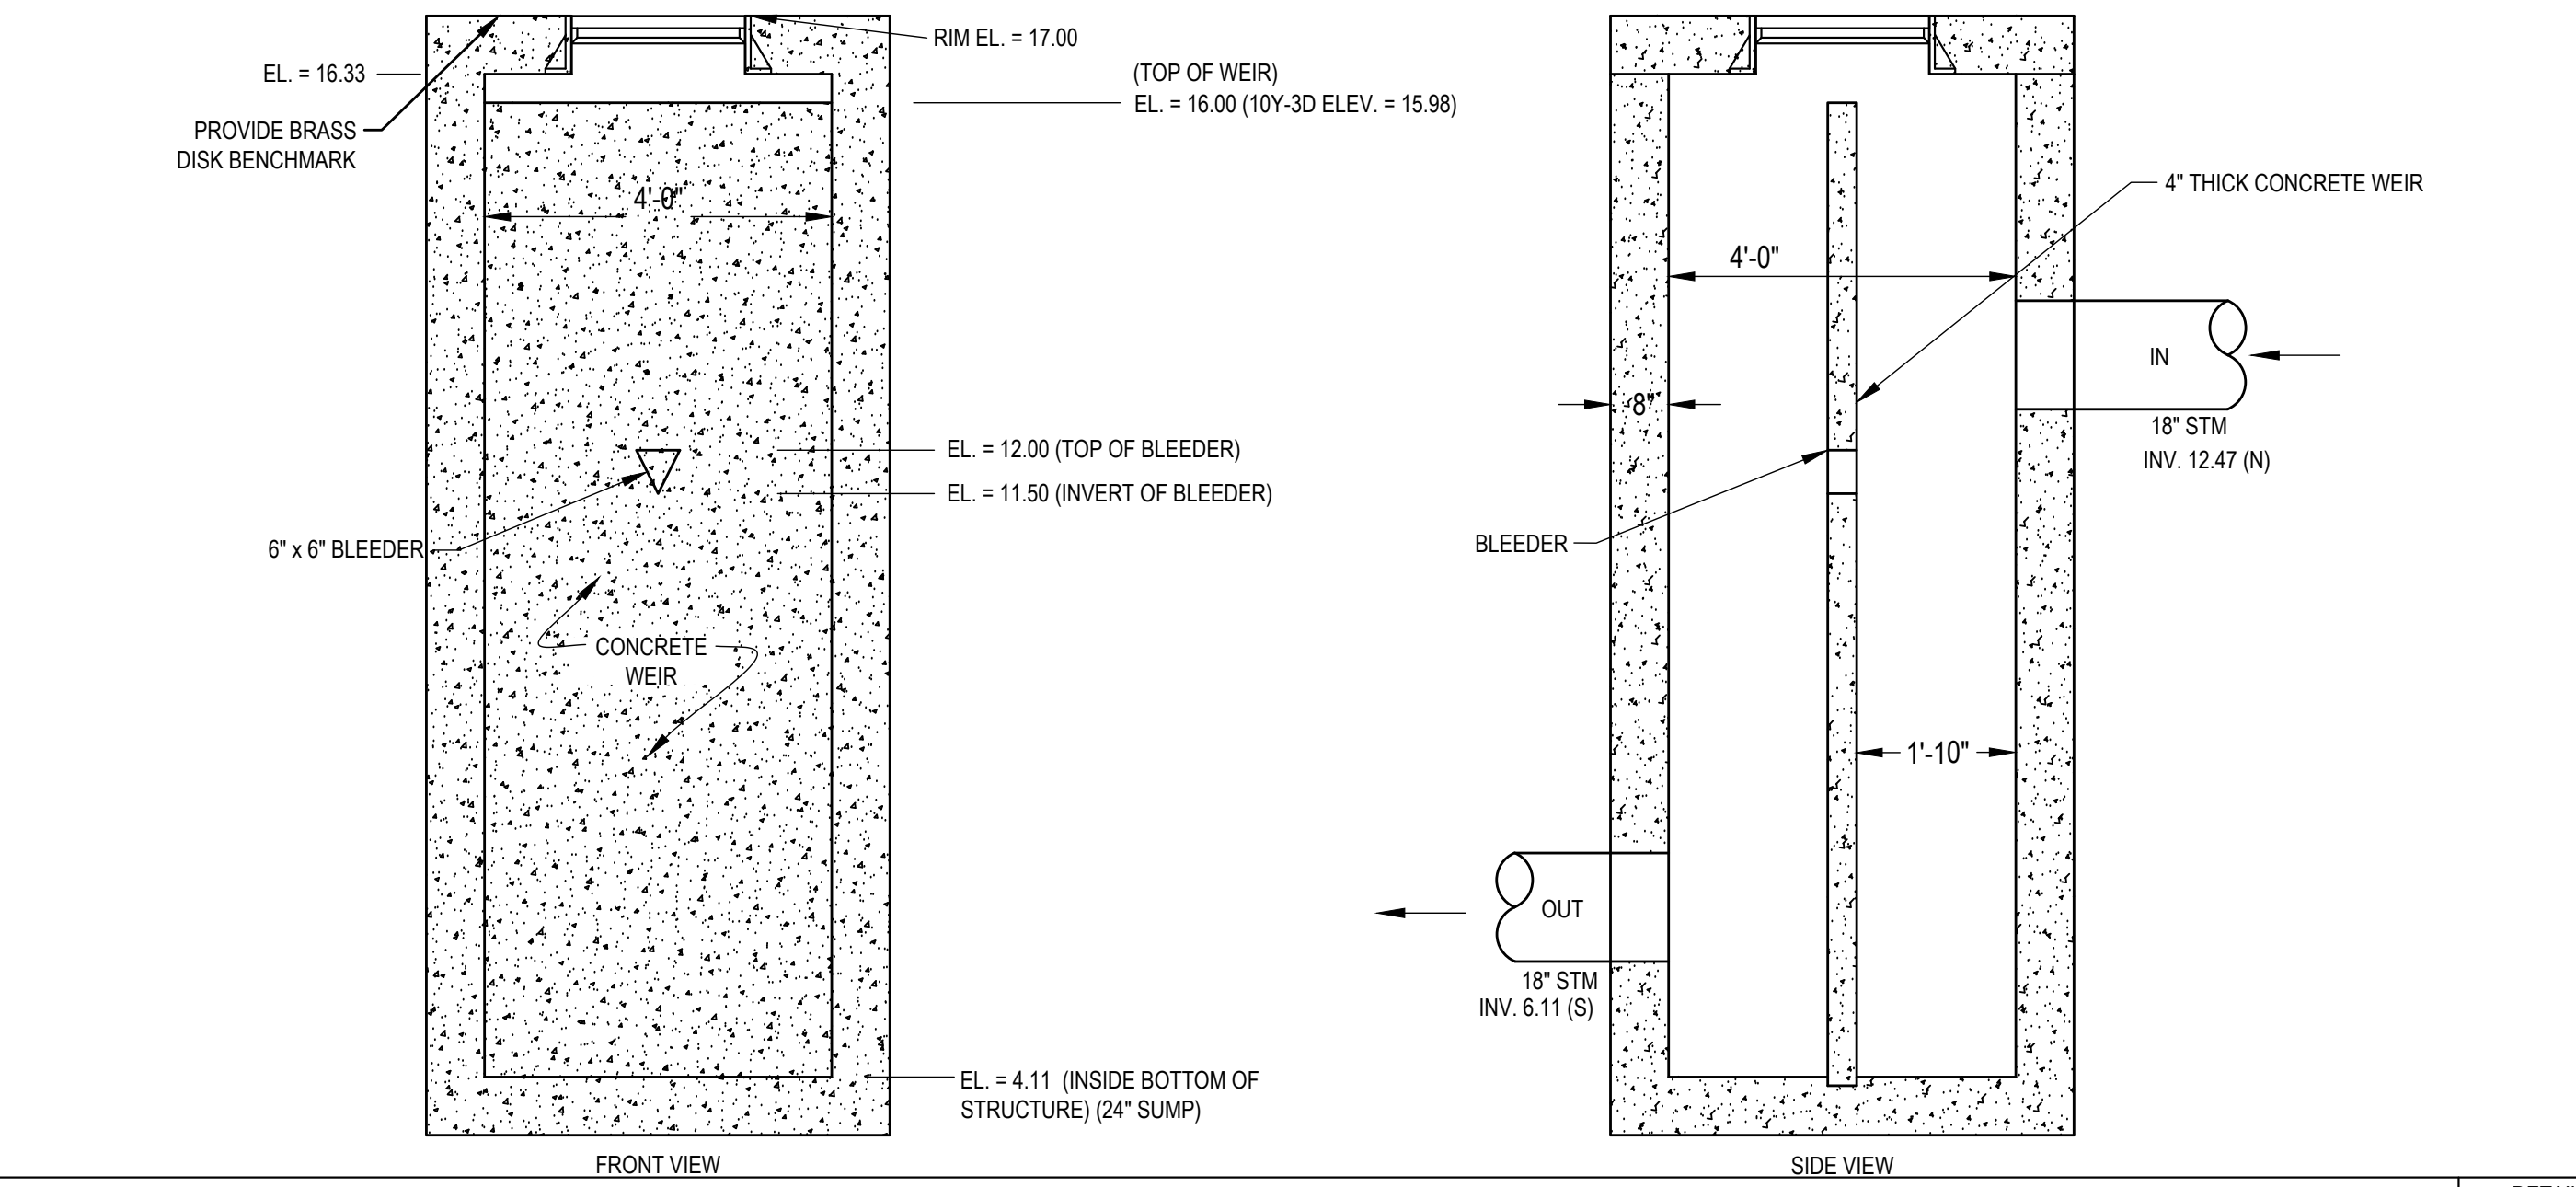 RIM EL. = 17.00
EL. = 16.33
(TOP OF WEIR)
EL. = 16.00 (10Y-3D ELEV. = 15.98)
PROVIDE BRASS
DISK BENCHMARK
4'-0"
EL. = 12.00 (TOP OF BLEEDER)
EL. = 11.50 (INVERT OF BLEEDER)
6" x 6" BLEEDER
CONCRETE
WEIR
EL. = 4.11 (INSIDE BOTTOM OF
STRUCTURE) (24" SUMP)
FRONT VIEW
4" THICK CONCRETE WEIR
4'-0"
IN
8"
18" STM
INV. 12.47 (N)
BLEEDER
1'-10"
OUT
18" STM
INV. 6.11 (S)
SIDE VIEW